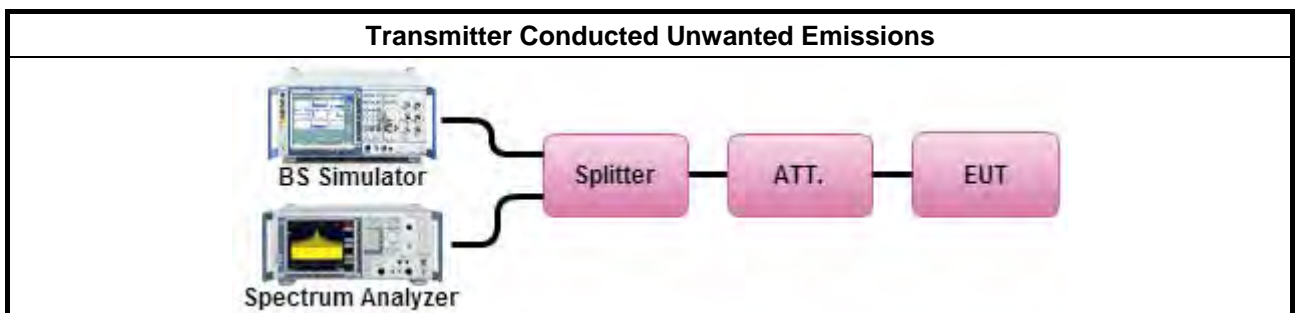 Transmitter Conducted Unwanted Emissions
BS Simulator
Splitter
ATT.
EUT
Spectrum Analyzer